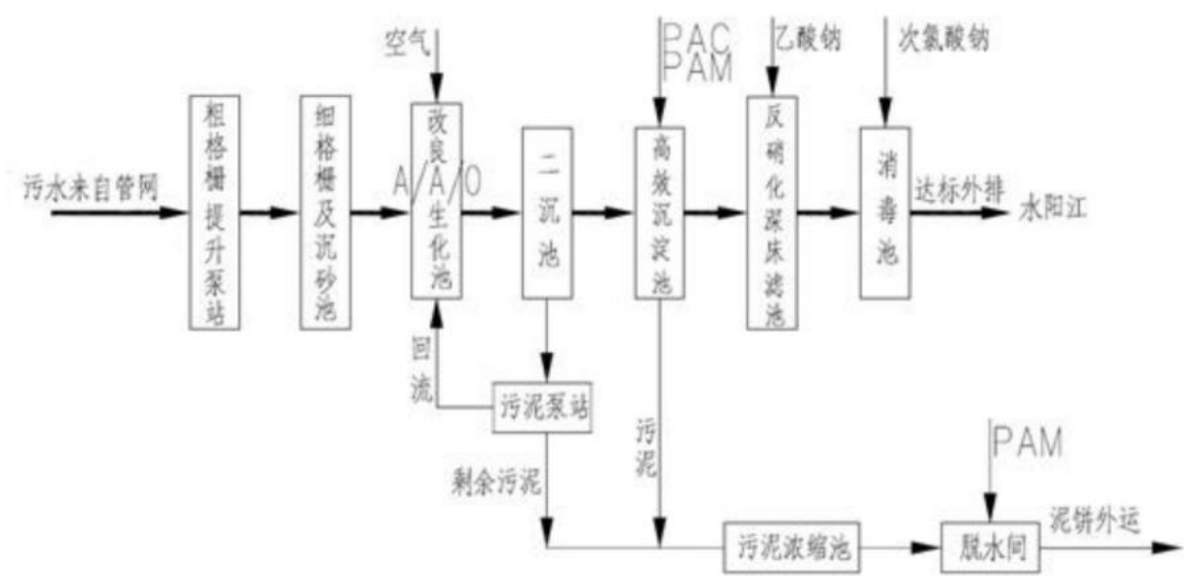 空气
PAC
PAM
乙酸钠
次氯酸钠
污水来自管网
粗格栅提升泵站
细格栅及沉砂池
改良A/A/O生化池
二沉池
高效沉淀池
反硝化深床滤池
消毒池
达标外排
水阳江
回流
污泥泵站
剩余污泥
污泥
PAM
污泥浓缩池
脱水间
泥饼外运